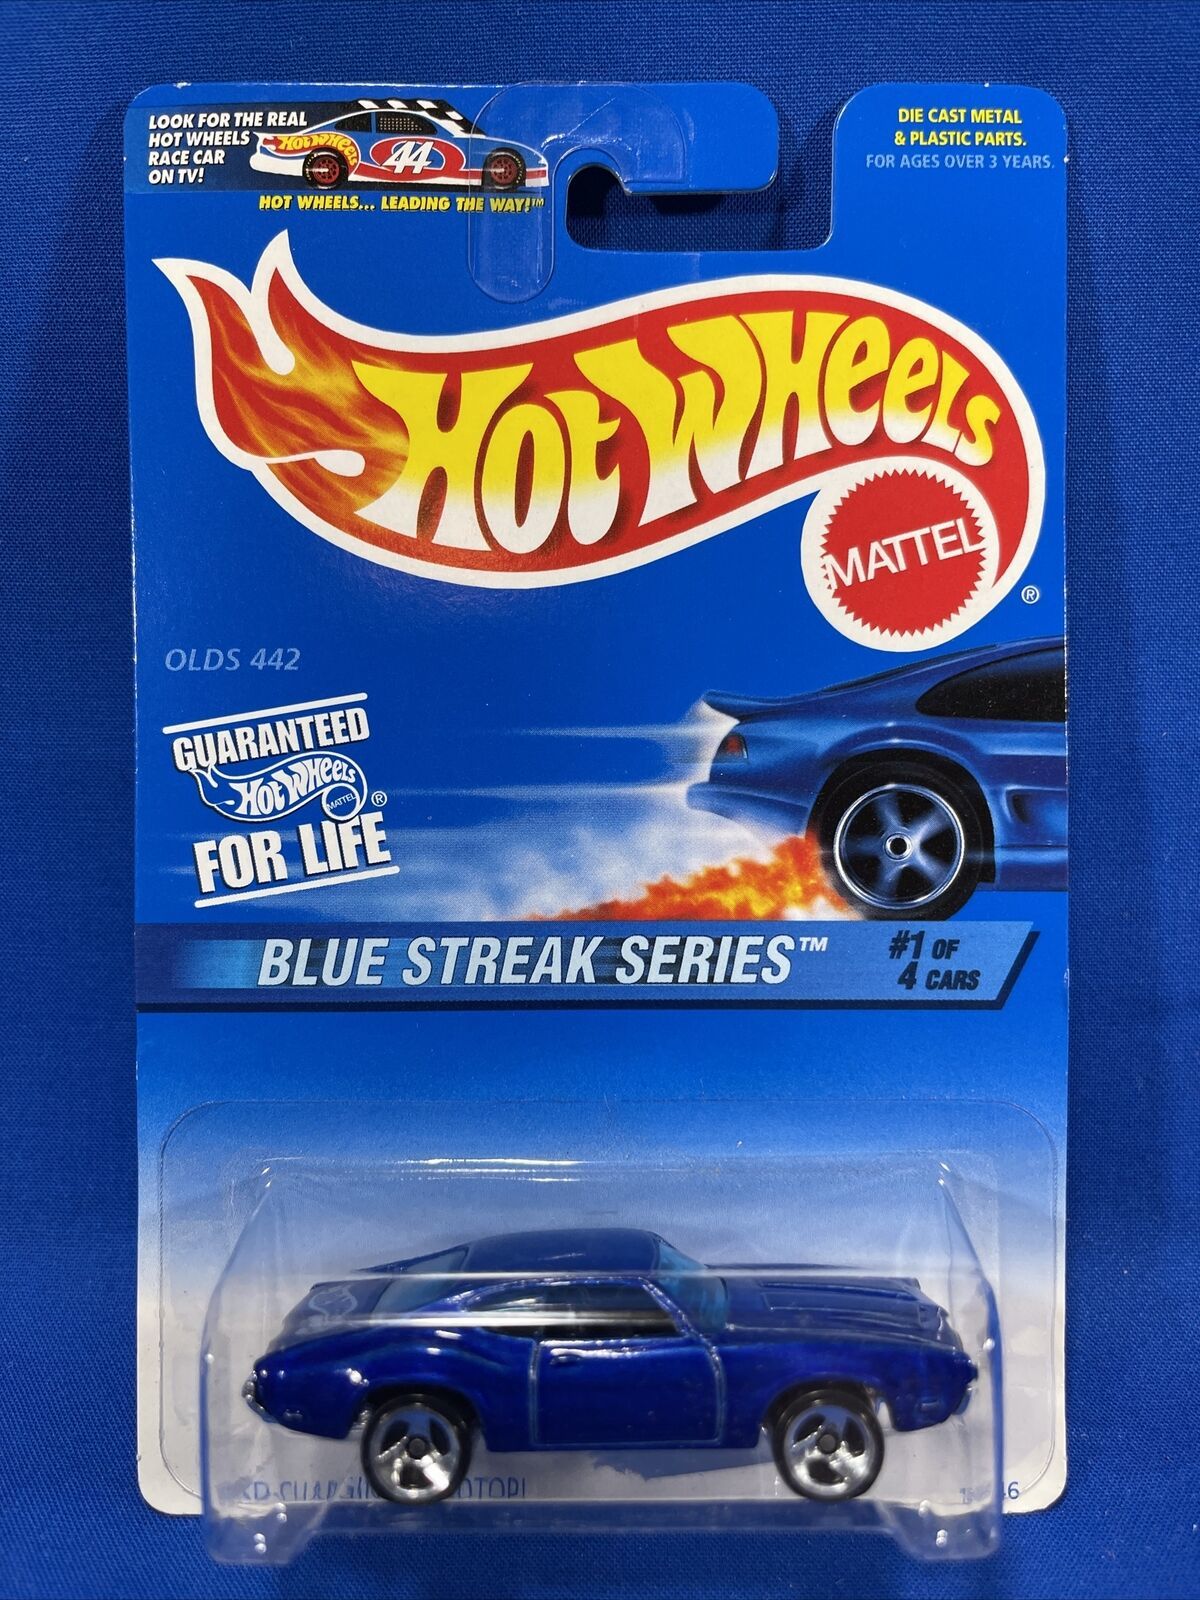 LOOK FOR THE REAL
HOT WHEELS
RACE CAR
ON TV!
HOT WHEELS
44
HOT WHEELS... LEADING THE WAY!™
DIE CAST METAL
& PLASTIC PARTS.
FOR AGES OVER 3 YEARS.
HOT WHEELS
MATTEL
®
OLDS 442
GUARANTEED
HOT WHEELS
MATTEL ®
FOR LIFE
BLUE STREAK SERIES™
#1 OF
4 CARS